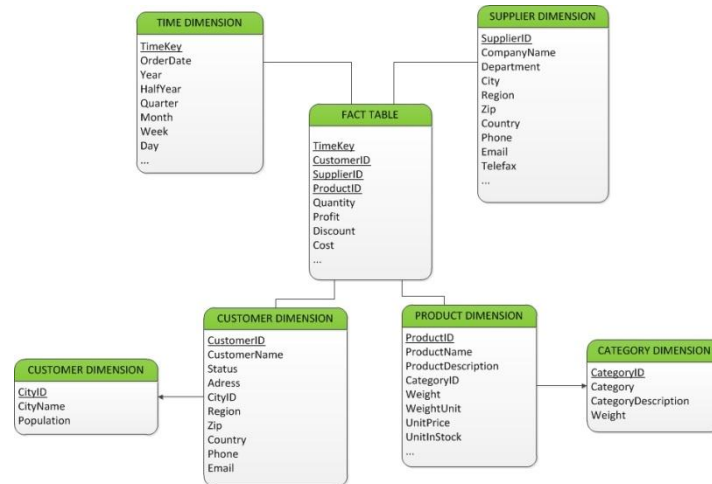 TIME DIMENSION
TimeKey
OrderDate
Year
HalfYear
Quarter
Month
Week
Day
...
SUPPLIER DIMENSION
SupplierID
CompanyName
Department
City
Region
Zip
Country
Phone
Email
Telefax
...
FACT TABLE
TimeKey
CustomerID
SupplierID
ProductID
Quantity
Profit
Discount
Cost
...
CUSTOMER DIMENSION
CityID
CityName
Population
CUSTOMER DIMENSION
CustomerID
CustomerName
Status
Adress
CityID
Region
Zip
Country
Phone
Email
PRODUCT DIMENSION
ProductID
ProductName
ProductDescription
CategoryID
Weight
WeightUnit
UnitPrice
UnitInStock
...
CATEGORY DIMENSION
CategoryID
Category
CategoryDescription
Weight